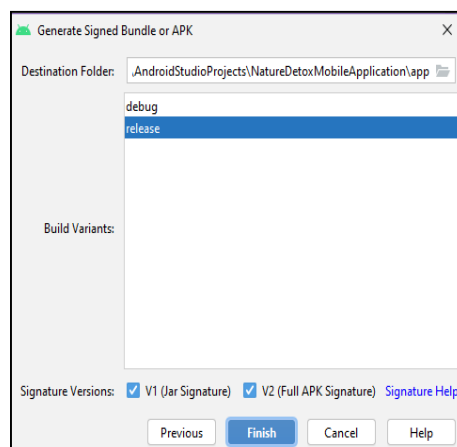 Generate Signed Bundle or APK
Destination Folder: .AndroidStudioProjects\NatureDetoxMobileApplication\app
debug
release
Build Variants:
Signature Versions: V1 (Jar Signature) V2 (Full APK Signature) Signature Help
Previous Finish Cancel Help